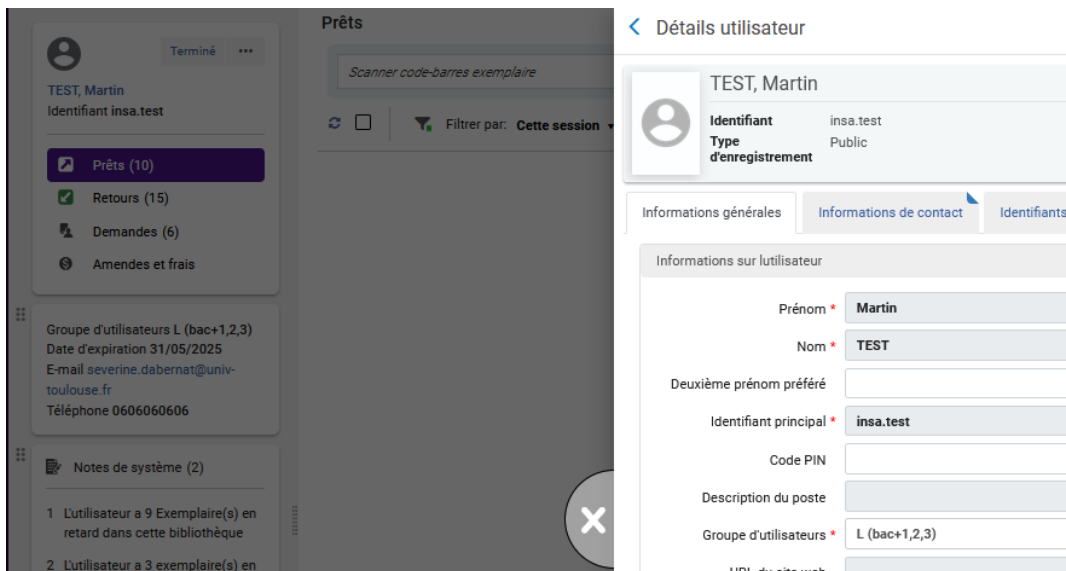 Terminé
TEST, Martin
Identifiant insa.test
Prêts (10)
Retours (15)
Demandes (6)
Amendes et frais
Groupe d'utilisateurs L (bac+1,2,3)
Date d'expiration 31/05/2025
E-mail severine.dabernat@univ-
toulouse.fr
Téléphone 0606060606
Notes de système (2)
1 L'utilisateur a 9 Exemplaire(s) en
retard dans cette bibliothèque
2 L'utilisateur a 3 exemplaire(s) en
Prêts
Scanner code-barres exemplaire
Filtrer par: Cette session
Détails utilisateur
TEST, Martin
Identifiant insa.test
Type Public
d'enregistrement
Informations générales Informations de contact Identifiants
Informations sur lutilisateur
Prénom * Martin
Nom * TEST
Deuxième prénom préféré
Identifiant principal * insa.test
Code PIN
Description du poste
Groupe d'utilisateurs * L (bac+1,2,3)
URL du site web